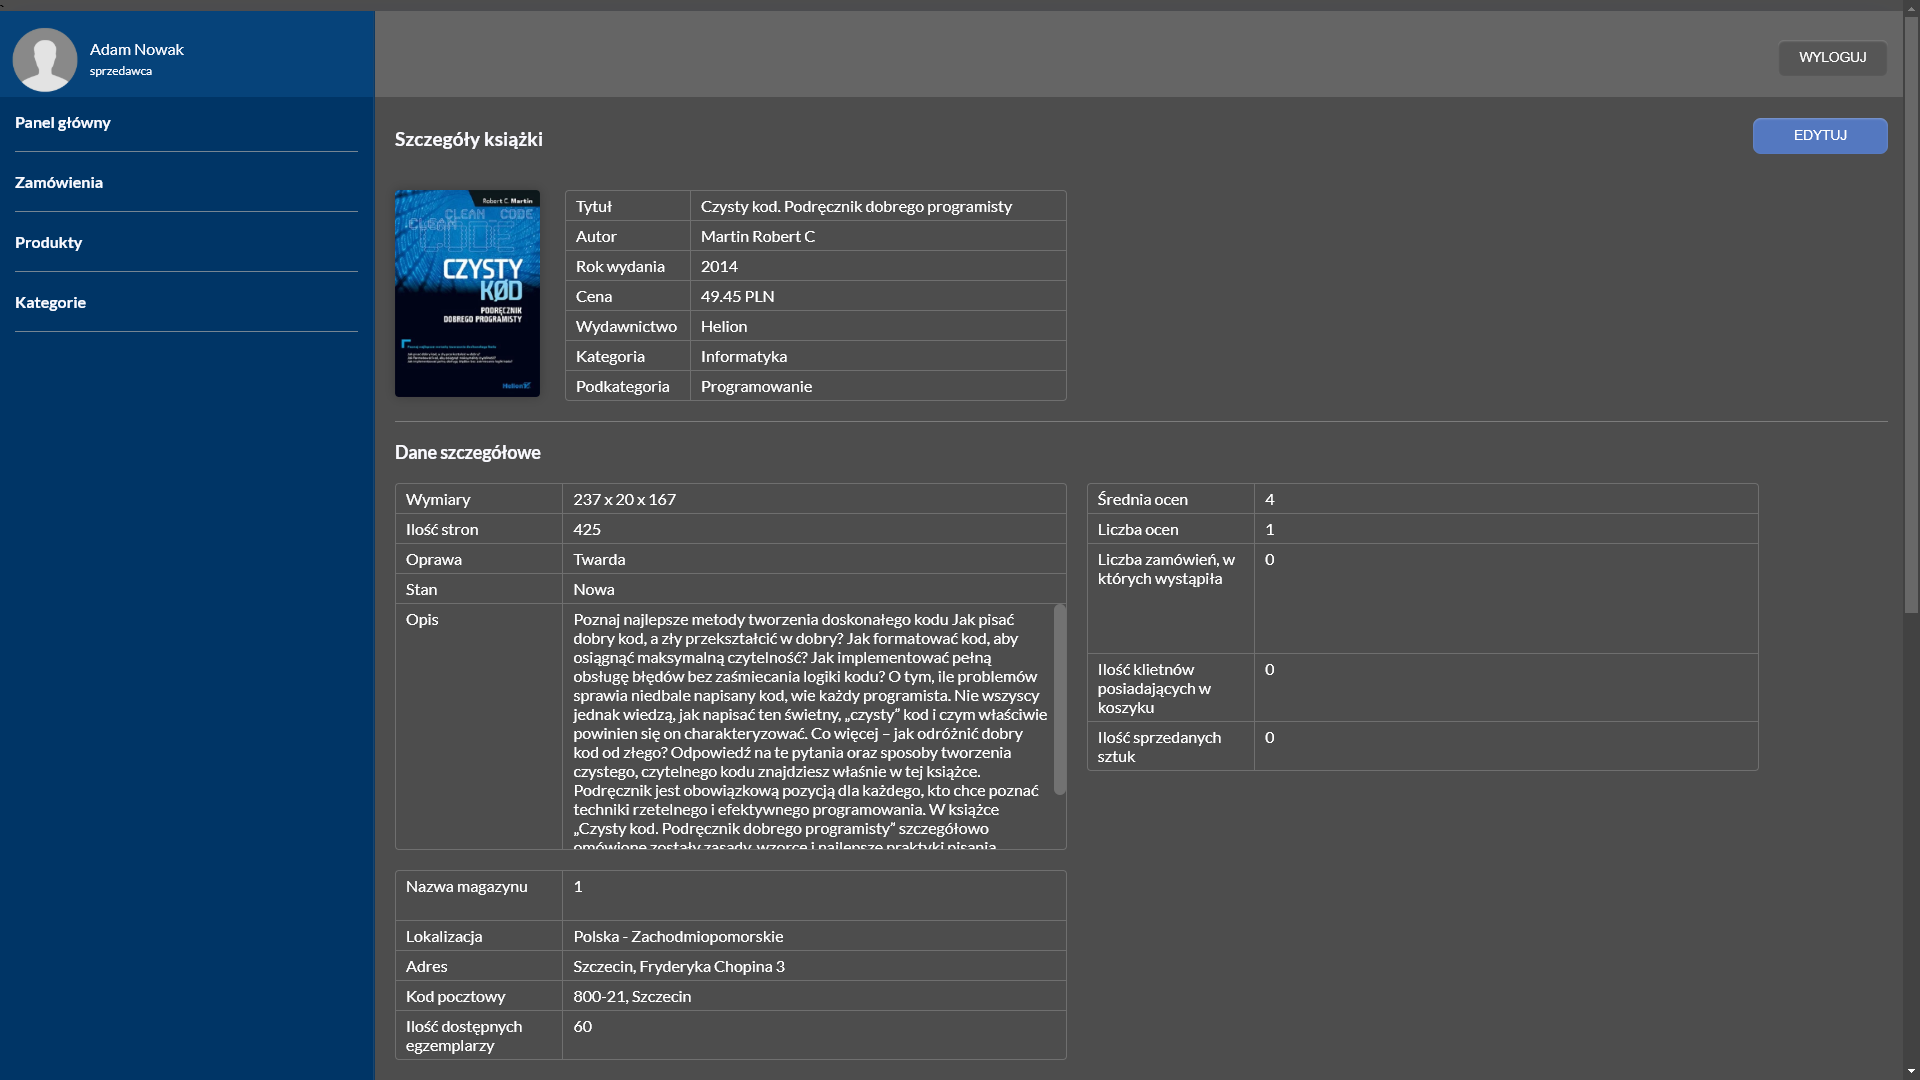 Adam Nowak
sprzedawca
WYLOGUJ
Panel główny
Zamówienia
Produkty
Kategorie
Szczegóły książki
EDYTUJ
Robert C. Martin
CLEAN CODE
CLEAN
CODE
CZYSTY
KØD
PODRĘCZNIK
DOBREGO PROGRAMISTY
Helion
Tytuł Czysty kod. Podręcznik dobrego programisty
Autor Martin Robert C
Rok wydania 2014
Cena 49.45 PLN
Wydawnictwo Helion
Kategoria Informatyka
Podkategoria Programowanie
Dane szczegółowe
Wymiary 237 x 20 x 167
Ilość stron 425
Oprawa Twarda
Stan Nowa
Opis Poznaj najlepsze metody tworzenia doskonałego kodu Jak pisać
dobry kod, a zły przekształcić w dobry? Jak formatować kod, aby
osiągnąć maksymalną czytelność? Jak implementować pełną
obsługę błędów bez zaśmiecania logiki kodu? O tym, ile problemów
sprawia niedbale napisany kod, wie każdy programista. Nie wszyscy
jednak wiedzą, jak napisać ten świetny, „czysty” kod i czym właściwie
powinien się on charakteryzować. Co więcej – jak odróżnić dobry
kod od złego? Odpowiedź na te pytania oraz sposoby tworzenia
czystego, czytelnego kodu znajdziesz właśnie w tej książce.
Podręcznik jest obowiązkową pozycją dla każdego, kto chce poznać
techniki rzetelnego i efektywnego programowania. W książce
„Czysty kod. Podręcznik dobrego programisty” szczegółowo
omówione zostały zasady, wzorce i najlepsze praktyki pisania
Średnia ocen 4
Liczba ocen 1
Liczba zamówień, w 0
których wystąpiła
Ilość klietnów 0
posiadających w
koszyku
Ilość sprzedanych 0
sztuk
Nazwa magazynu 1
Lokalizacja Polska - Zachodmiopomorskie
Adres Szczecin, Fryderyka Chopina 3
Kod pocztowy 800-21, Szczecin
Ilość dostępnych 60
egzemplarzy